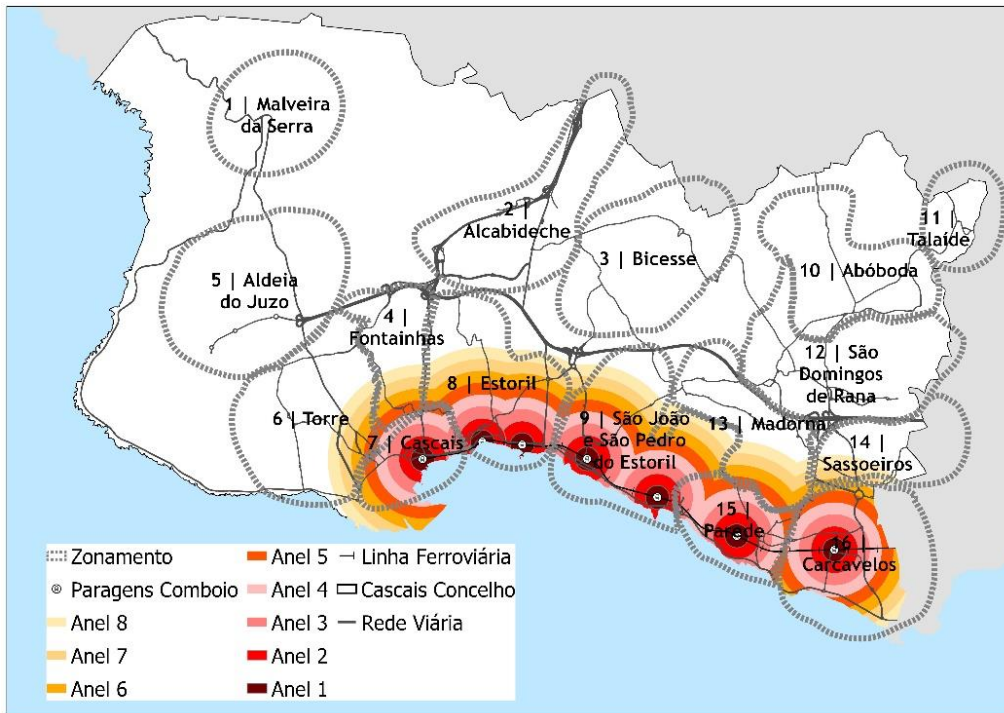 1 | Malveira
da Serra
2 |
Alcabideche
3 | Bicesse
11 |
Talaíde
10 | Abóboda
5 | Aldeia
do Juzo
4 |
Fontainhas
12 | São
Domingos
de Rana
8 | Estoril
6 | Torre
7 | Cascais
9 | São João
e São Pedro
do Estoril
13 | Madorna
14 |
Sassoeiros
15 |
Parede
16 |
Carcavelos
Zonamento
Paragens Comboio
Anel 8
Anel 7
Anel 6
Anel 5
Anel 4
Anel 3
Anel 2
Anel 1
Linha Ferroviária
Cascais Concelho
Rede Viária